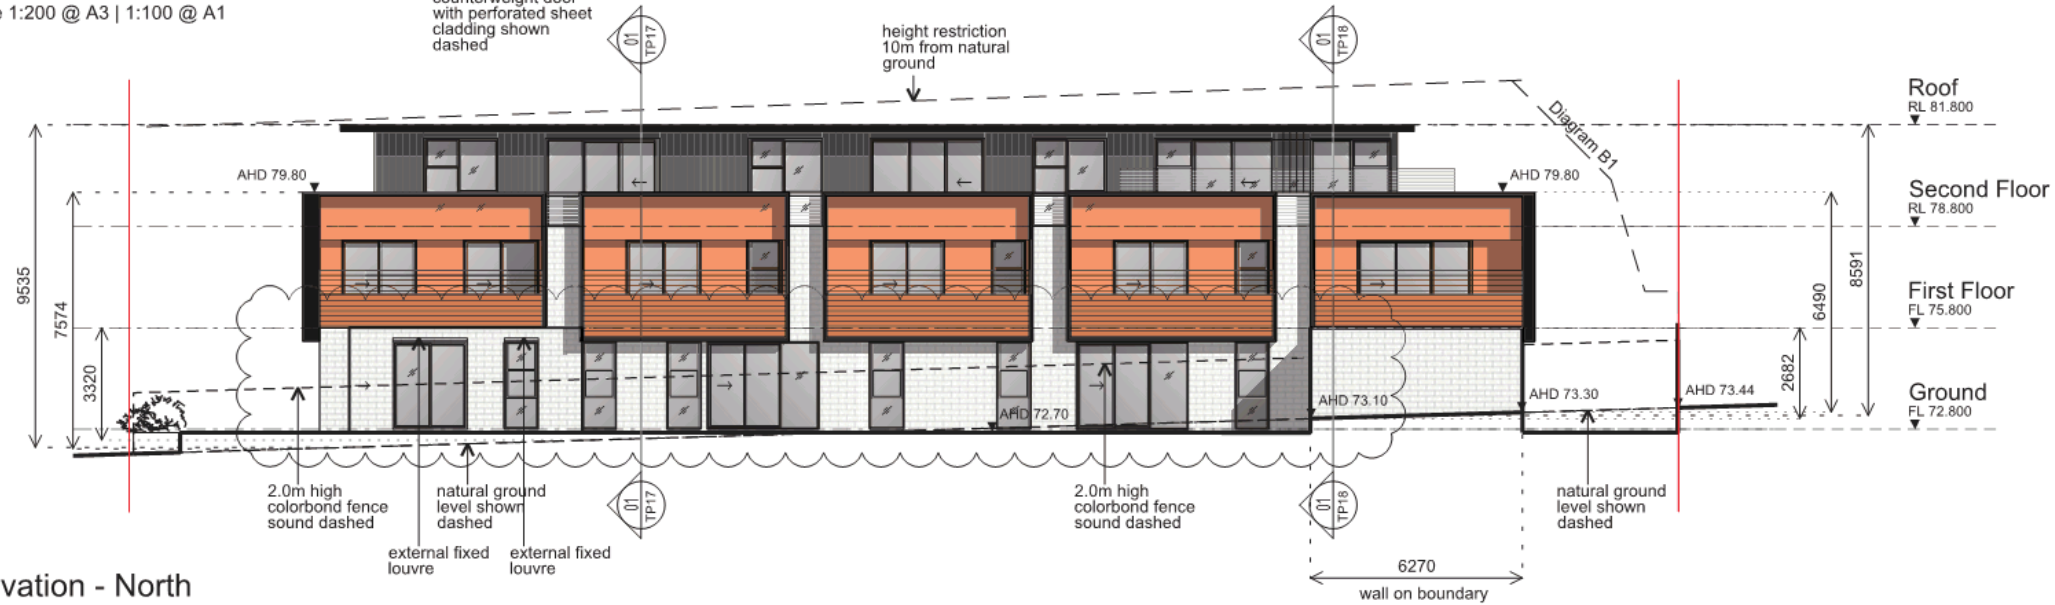 1:200 @ A3 | 1:100 @ A1
counterweight door
with perforated sheet
cladding shown
dashed
01
TP17
height restriction
10m from natural
ground
01
TP18
Diagram B1
Roof
RL 81.800
Second Floor
RL 78.800
First Floor
FL 75.800
Ground
FL 72.800
AHD 79.80
AHD 79.80
9535
7574
3320
6490
8591
2682
AHD 72.70
AHD 73.10
AHD 73.30
AHD 73.44
2.0m high
colorbond fence
sound dashed
natural ground
level shown
dashed
external fixed
louvre
external fixed
louvre
01
TP17
2.0m high
colorbond fence
sound dashed
01
TP18
natural ground
level shown
dashed
6270
wall on boundary
vation - North